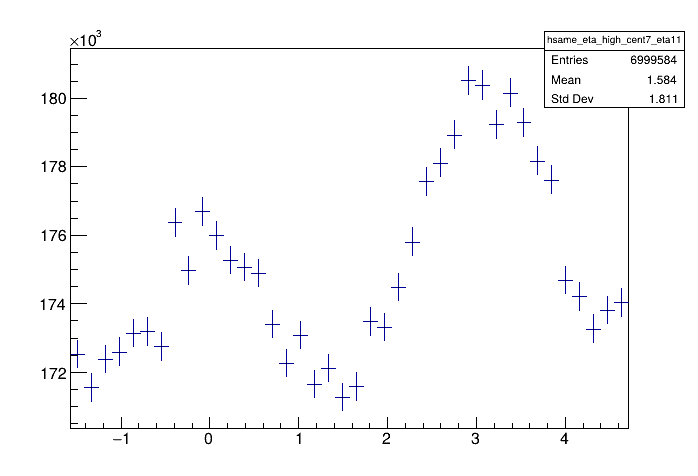 ×10³
hsame_eta_high_cent7_eta11
Entries 6999584
Mean 1.584
Std Dev 1.811
180
178
176
174
172
−1 0 1 2 3 4